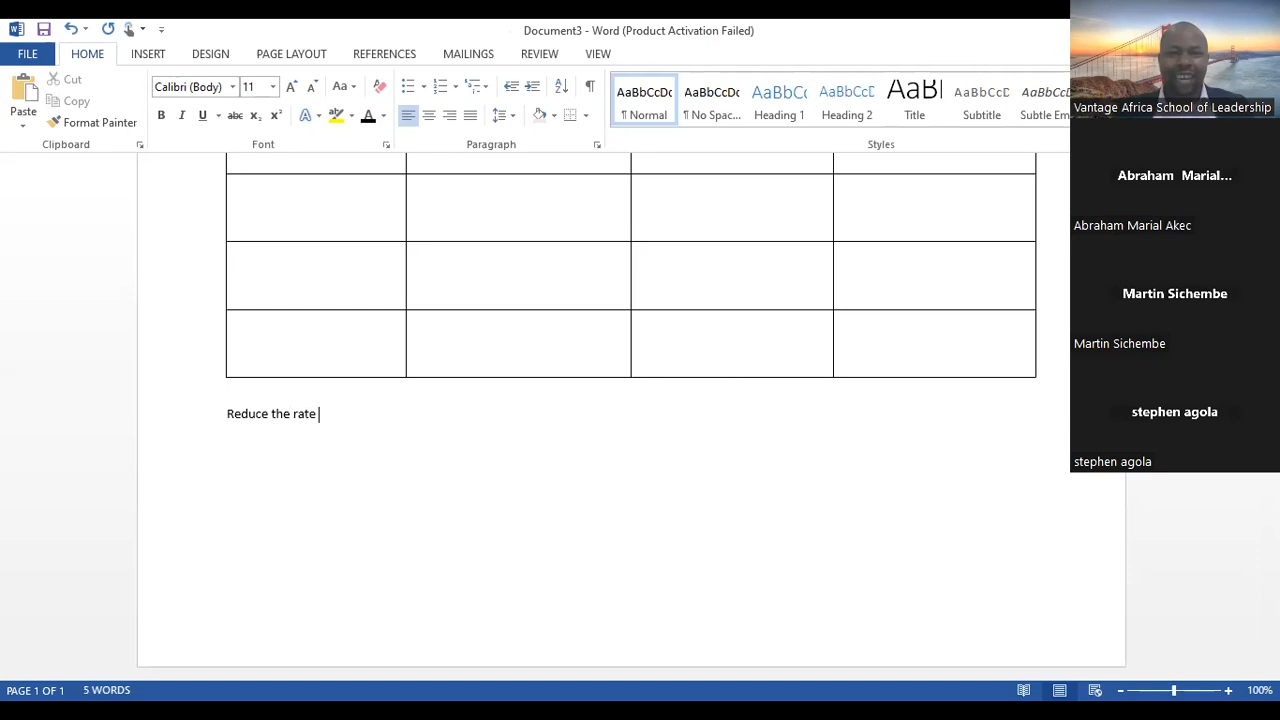 Document3 - Word (Product Activation Failed)
FILE HOME INSERT DESIGN PAGE LAYOUT REFERENCES MAILINGS REVIEW VIEW
Paste
Cut
Copy
Format Painter
Clipboard
Calibri (Body) 11
Font
Paragraph
AaBbCcDc AaBbCcDc AaBbCc AaBbCcD AaBl AaBbCcD AaBbCcD
¶ Normal ¶ No Spac... Heading 1 Heading 2 Title Subtitle Subtle Em
Styles
Reduce the rate
Vantage Africa School of Leadership
Abraham Marial...
Abraham Marial Akec
Martin Sichembe
Martin Sichembe
stephen agola
stephen agola
PAGE 1 OF 1 5 WORDS
100%